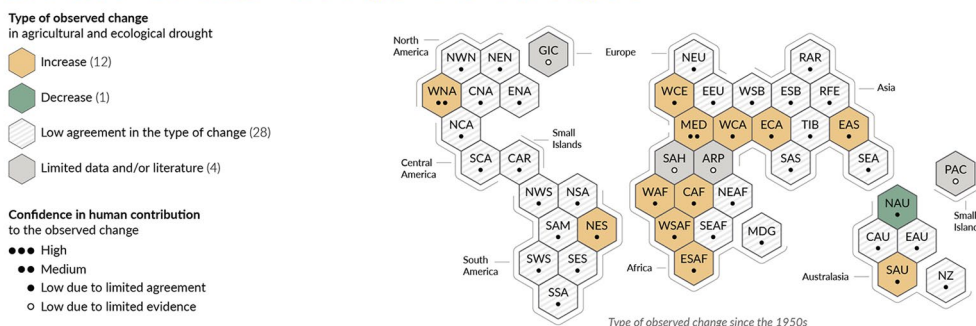 Type of observed change
in agricultural and ecological drought
Increase (12)
Decrease (1)
Low agreement in the type of change (28)
Limited data and/or literature (4)
Confidence in human contribution
to the observed change
High
Medium
Low due to limited agreement
Low due to limited evidence
North
America
GIC
Europe
NWN NEN
NEU
RAR
WNA CNA ENA
WCE EEU WSB ESB RFE
Asia
NCA
MED WCA ECA TIB EAS
Small
Islands
Central
America
SCA CAR
SAH ARP
SAS
SEA
PAC
NWS NSA
WAF CAF NEAF
NAU
Small
Island
SAM NES
WSAF SEAF MDG
CAU EAU
South
America
SWS SES
Africa
ESAF
Australasia
SAU
NZ
SSA
Type of observed change since the 1950s